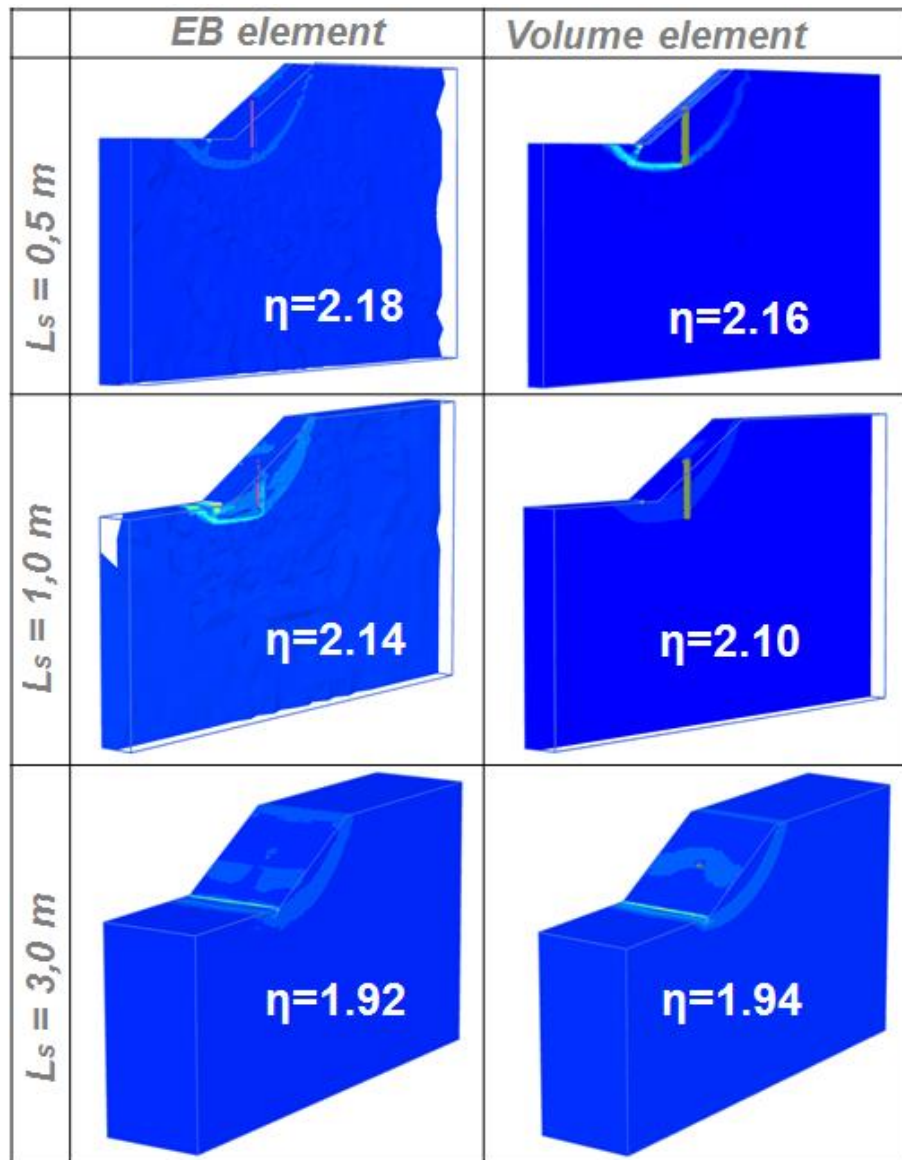 EB element
Volume element
Ls = 0,5 m
η=2.18
η=2.16
Ls = 1,0 m
η=2.14
η=2.10
Ls = 3,0 m
η=1.92
η=1.94